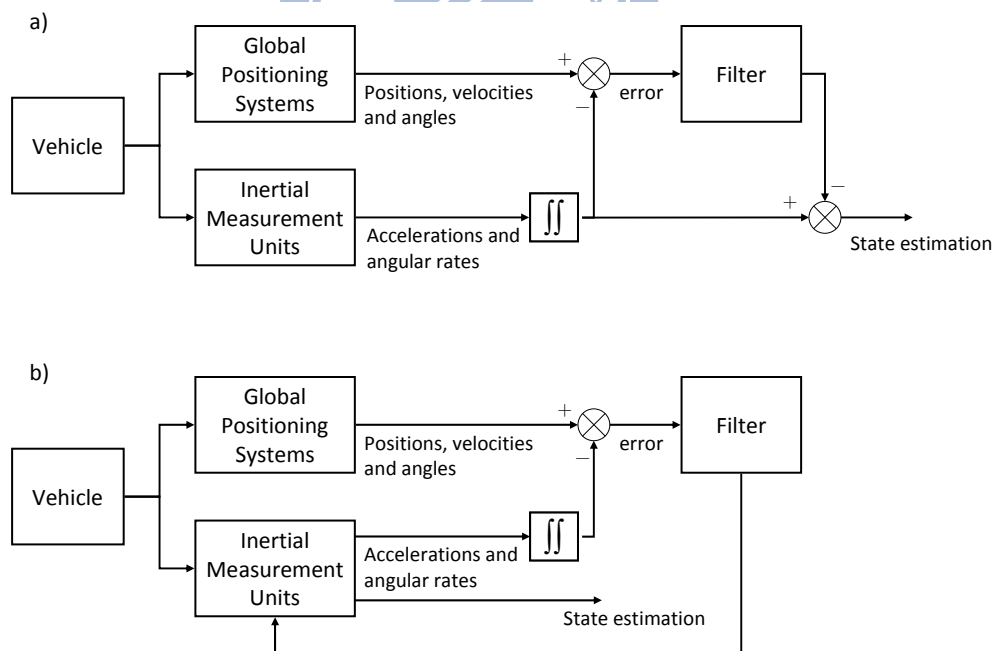 a)
Vehicle
Global
Positioning
Systems
Positions, velocities
and angles
+
−
error
Filter
Inertial
Measurement
Units
Accelerations and
angular rates
∬
+
−
State estimation
b)
Vehicle
Global
Positioning
Systems
Positions, velocities
and angles
+
−
error
Filter
Inertial
Measurement
Units
Accelerations and
angular rates
∬
State estimation